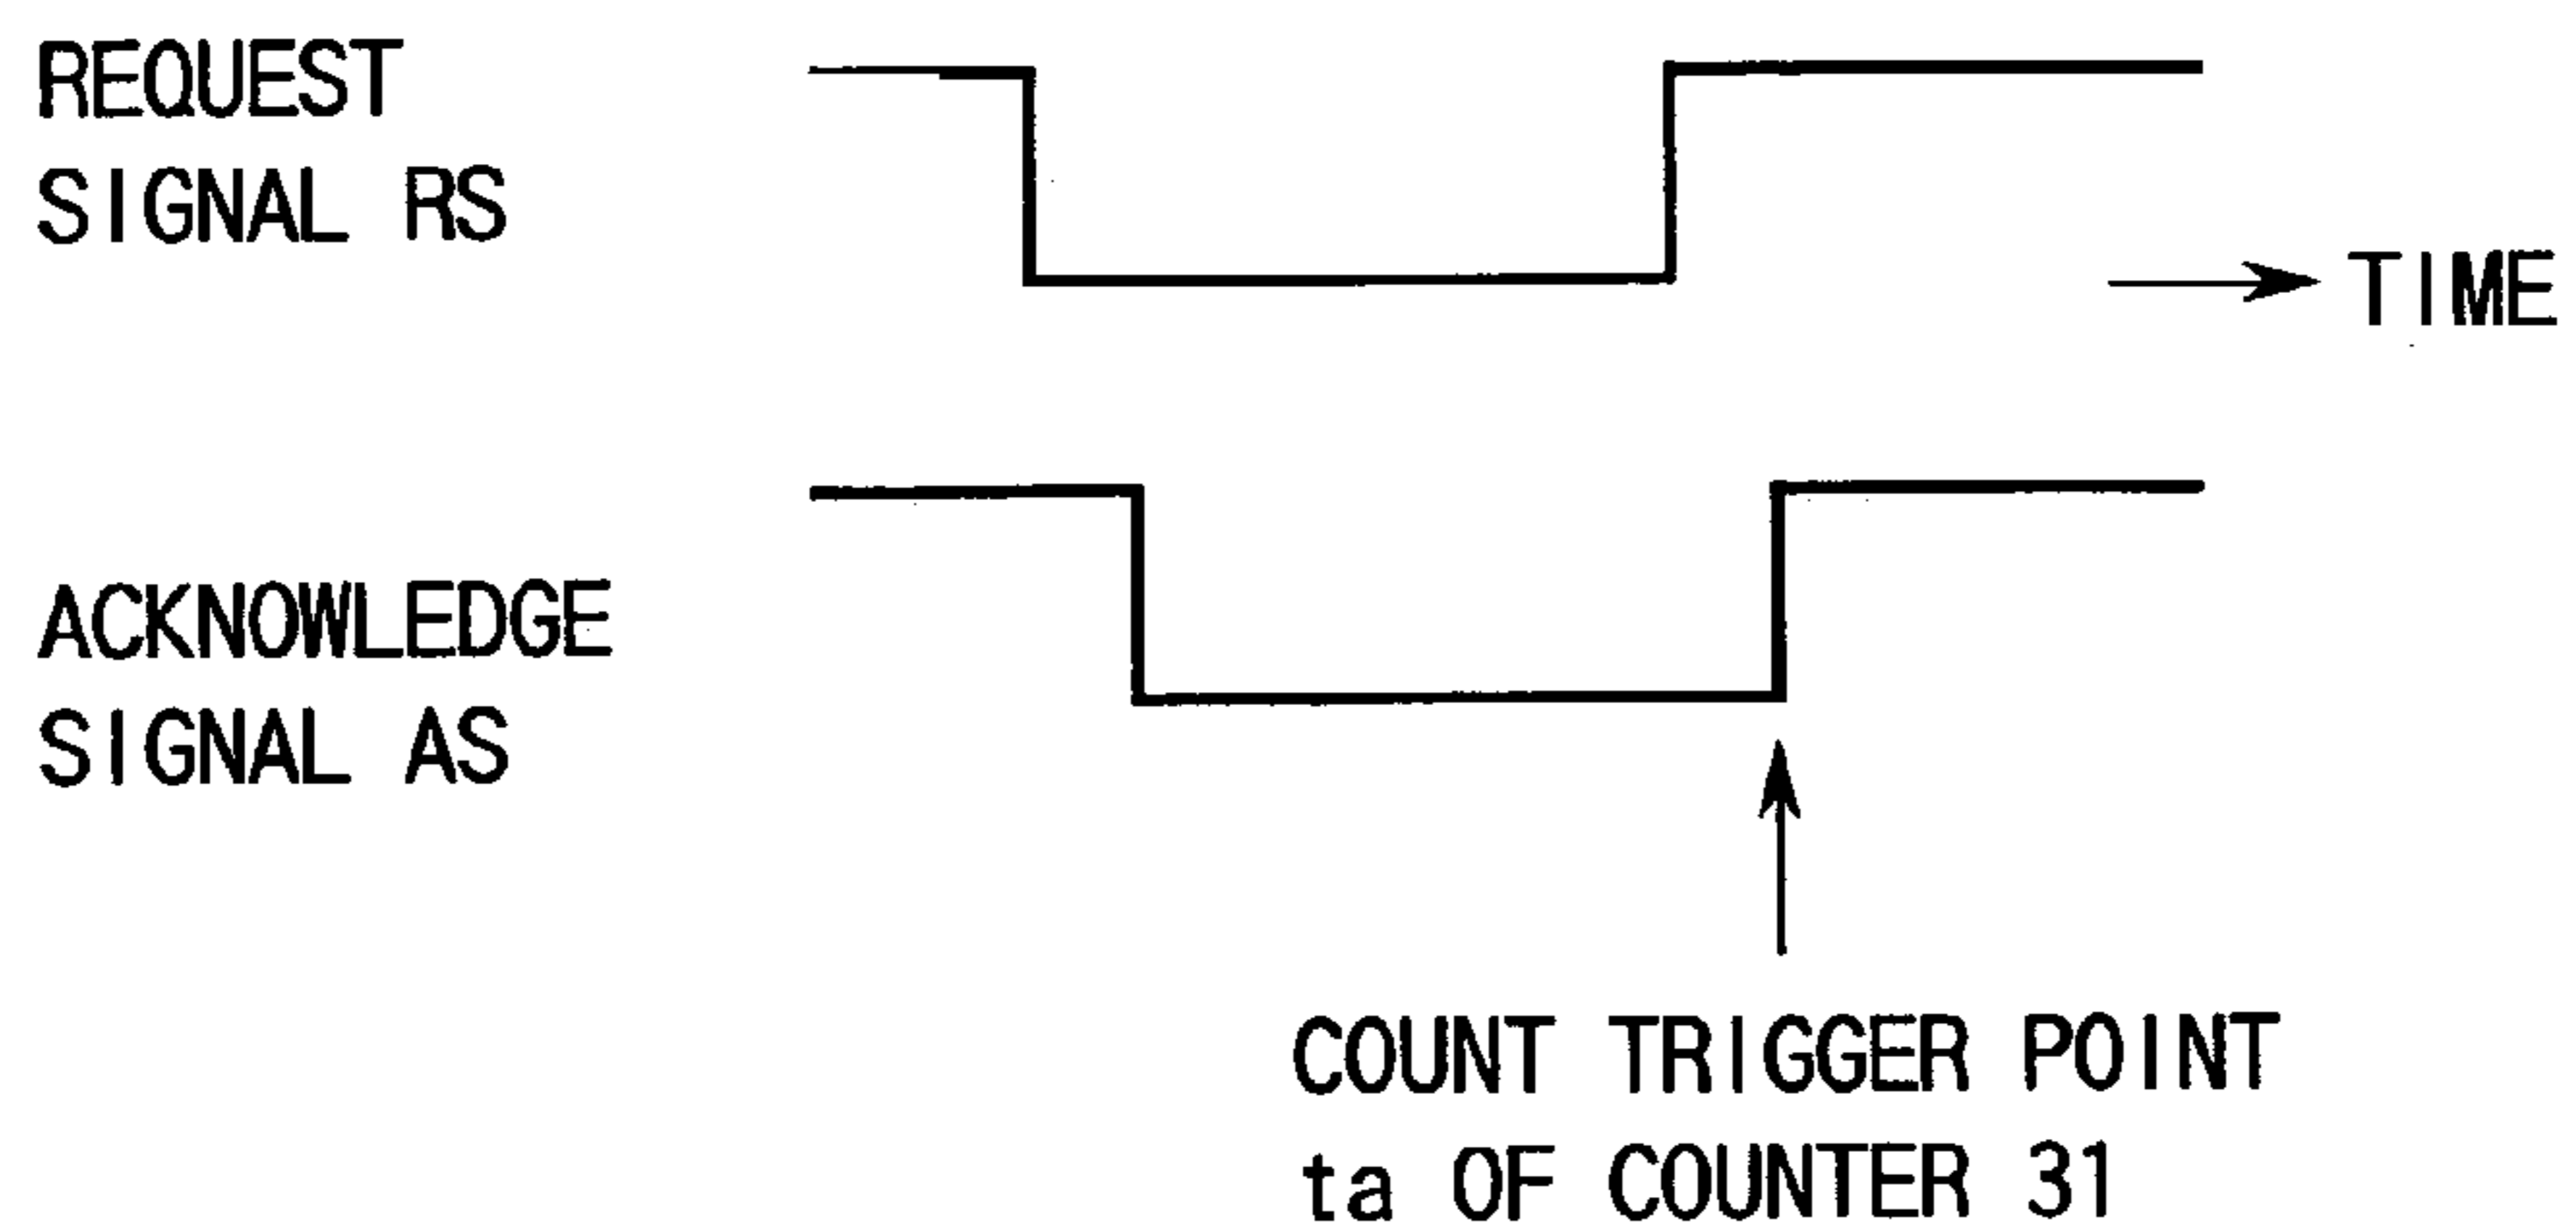 REQUEST
SIGNAL RS
TIME
ACKNOWLEDGE
SIGNAL AS
COUNT TRIGGER POINT
ta OF COUNTER 31